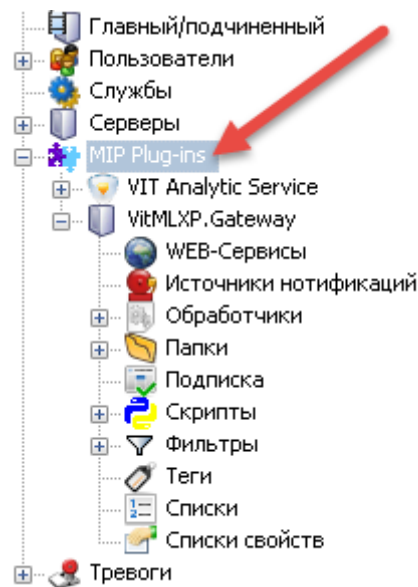 Главный/подчиненный
Пользователи
Службы
Серверы
MIP Plug-ins
VIT Analytic Service
VitMLXP.Gateway
WEB-Сервисы
Источники нотификаций
Обработчики
Папки
Подписка
Скрипты
Фильтры
Теги
Списки
Списки свойств
Тревоги